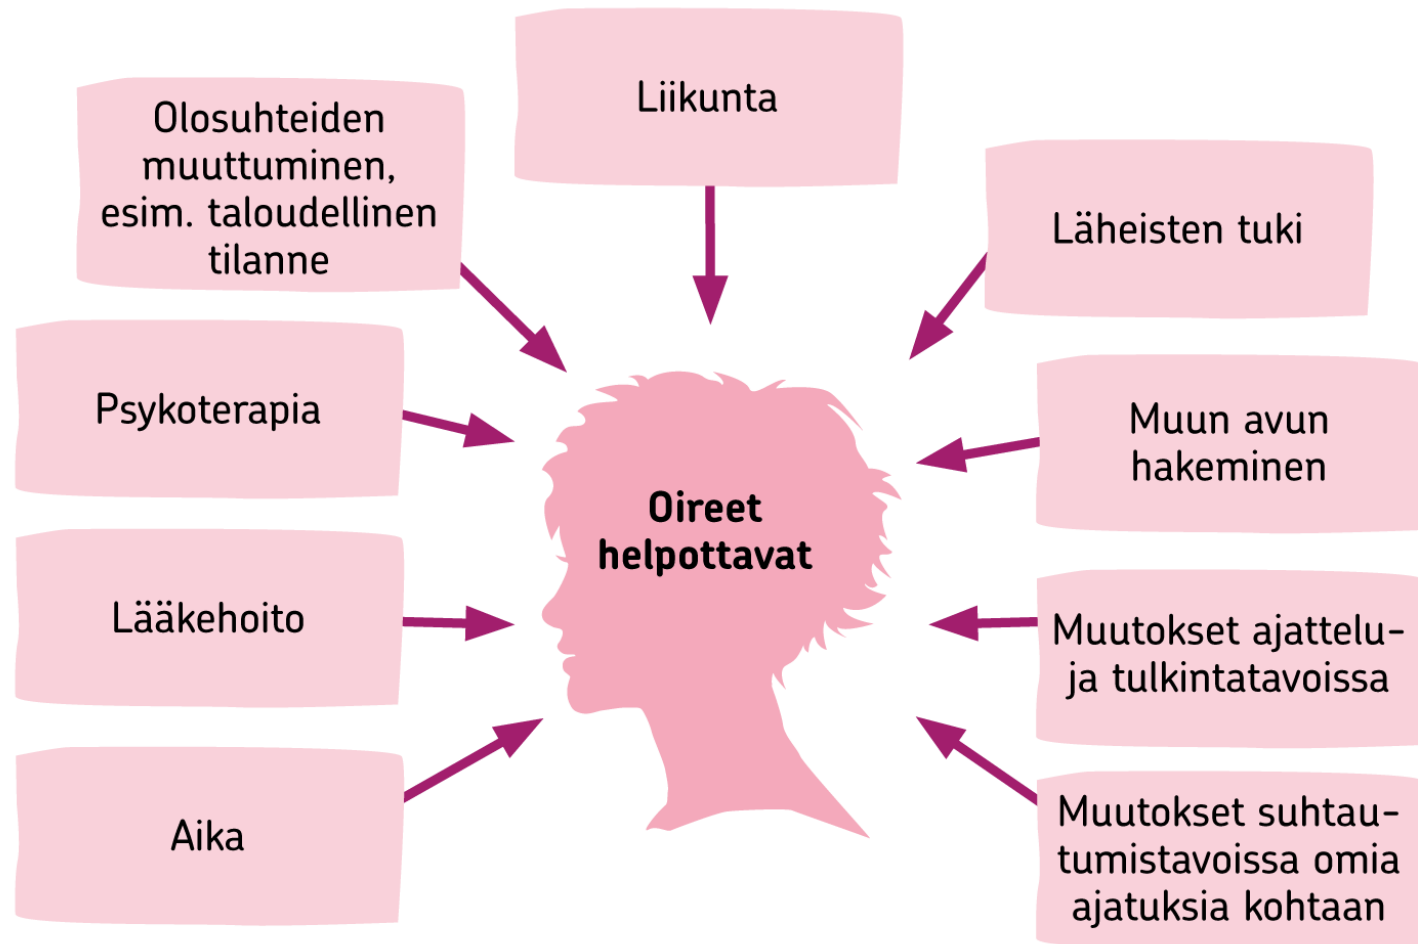 Liikunta
Olosuhteiden
muuttuminen,
esim. taloudellinen
tilanne
Läheisten tuki
Psykoterapia
Muun avun
hakeminen
Oireet
helpottavat
Lääkehoito
Muutokset ajattelu-
ja tulkintatavoissa
Aika
Muutokset suhtau-
tumistavoissa omia
ajatuksia kohtaan